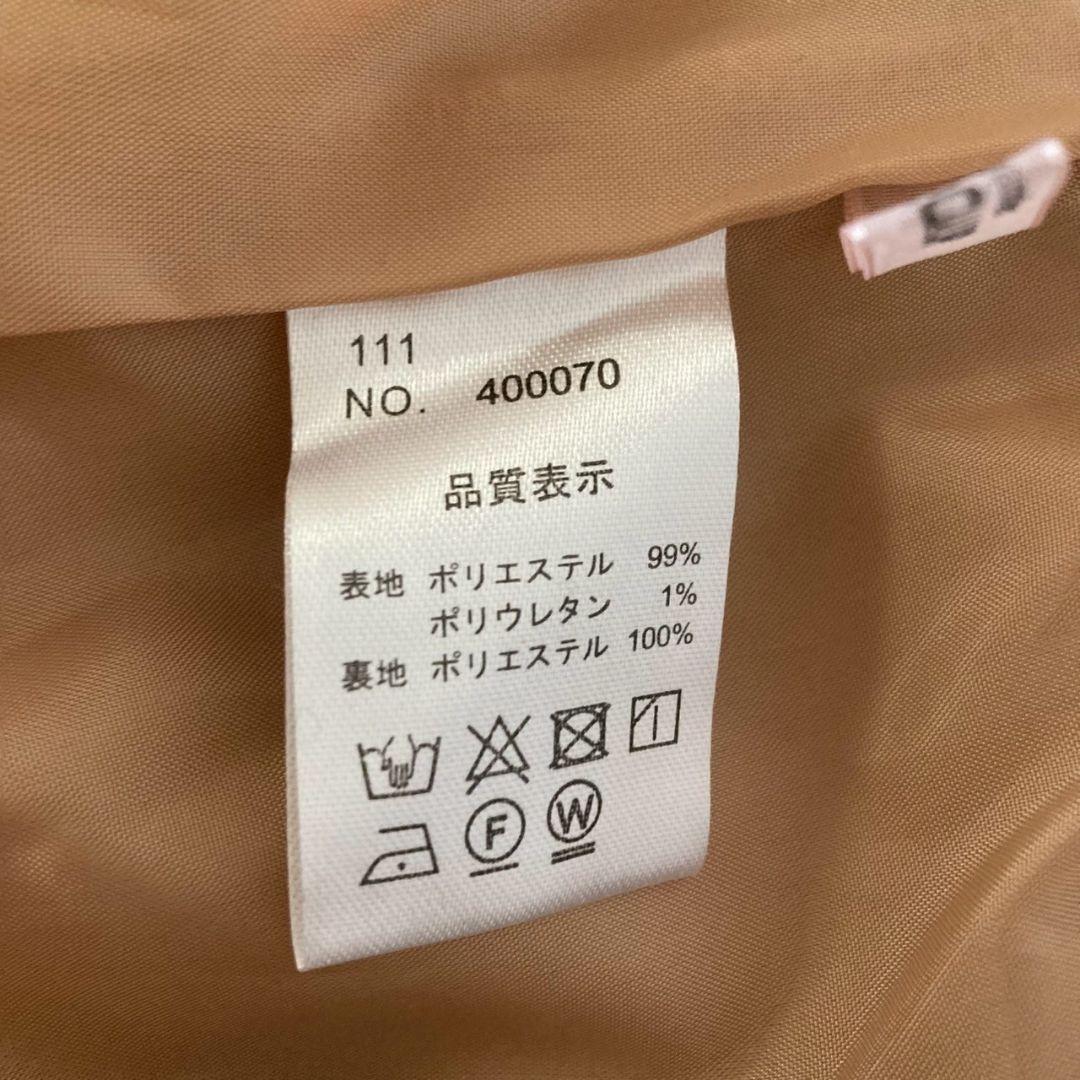 111
NO. 400070
品質表示
表地 ポリエステル 99%
ポリウレタン 1%
裏地 ポリエステル 100%
F W